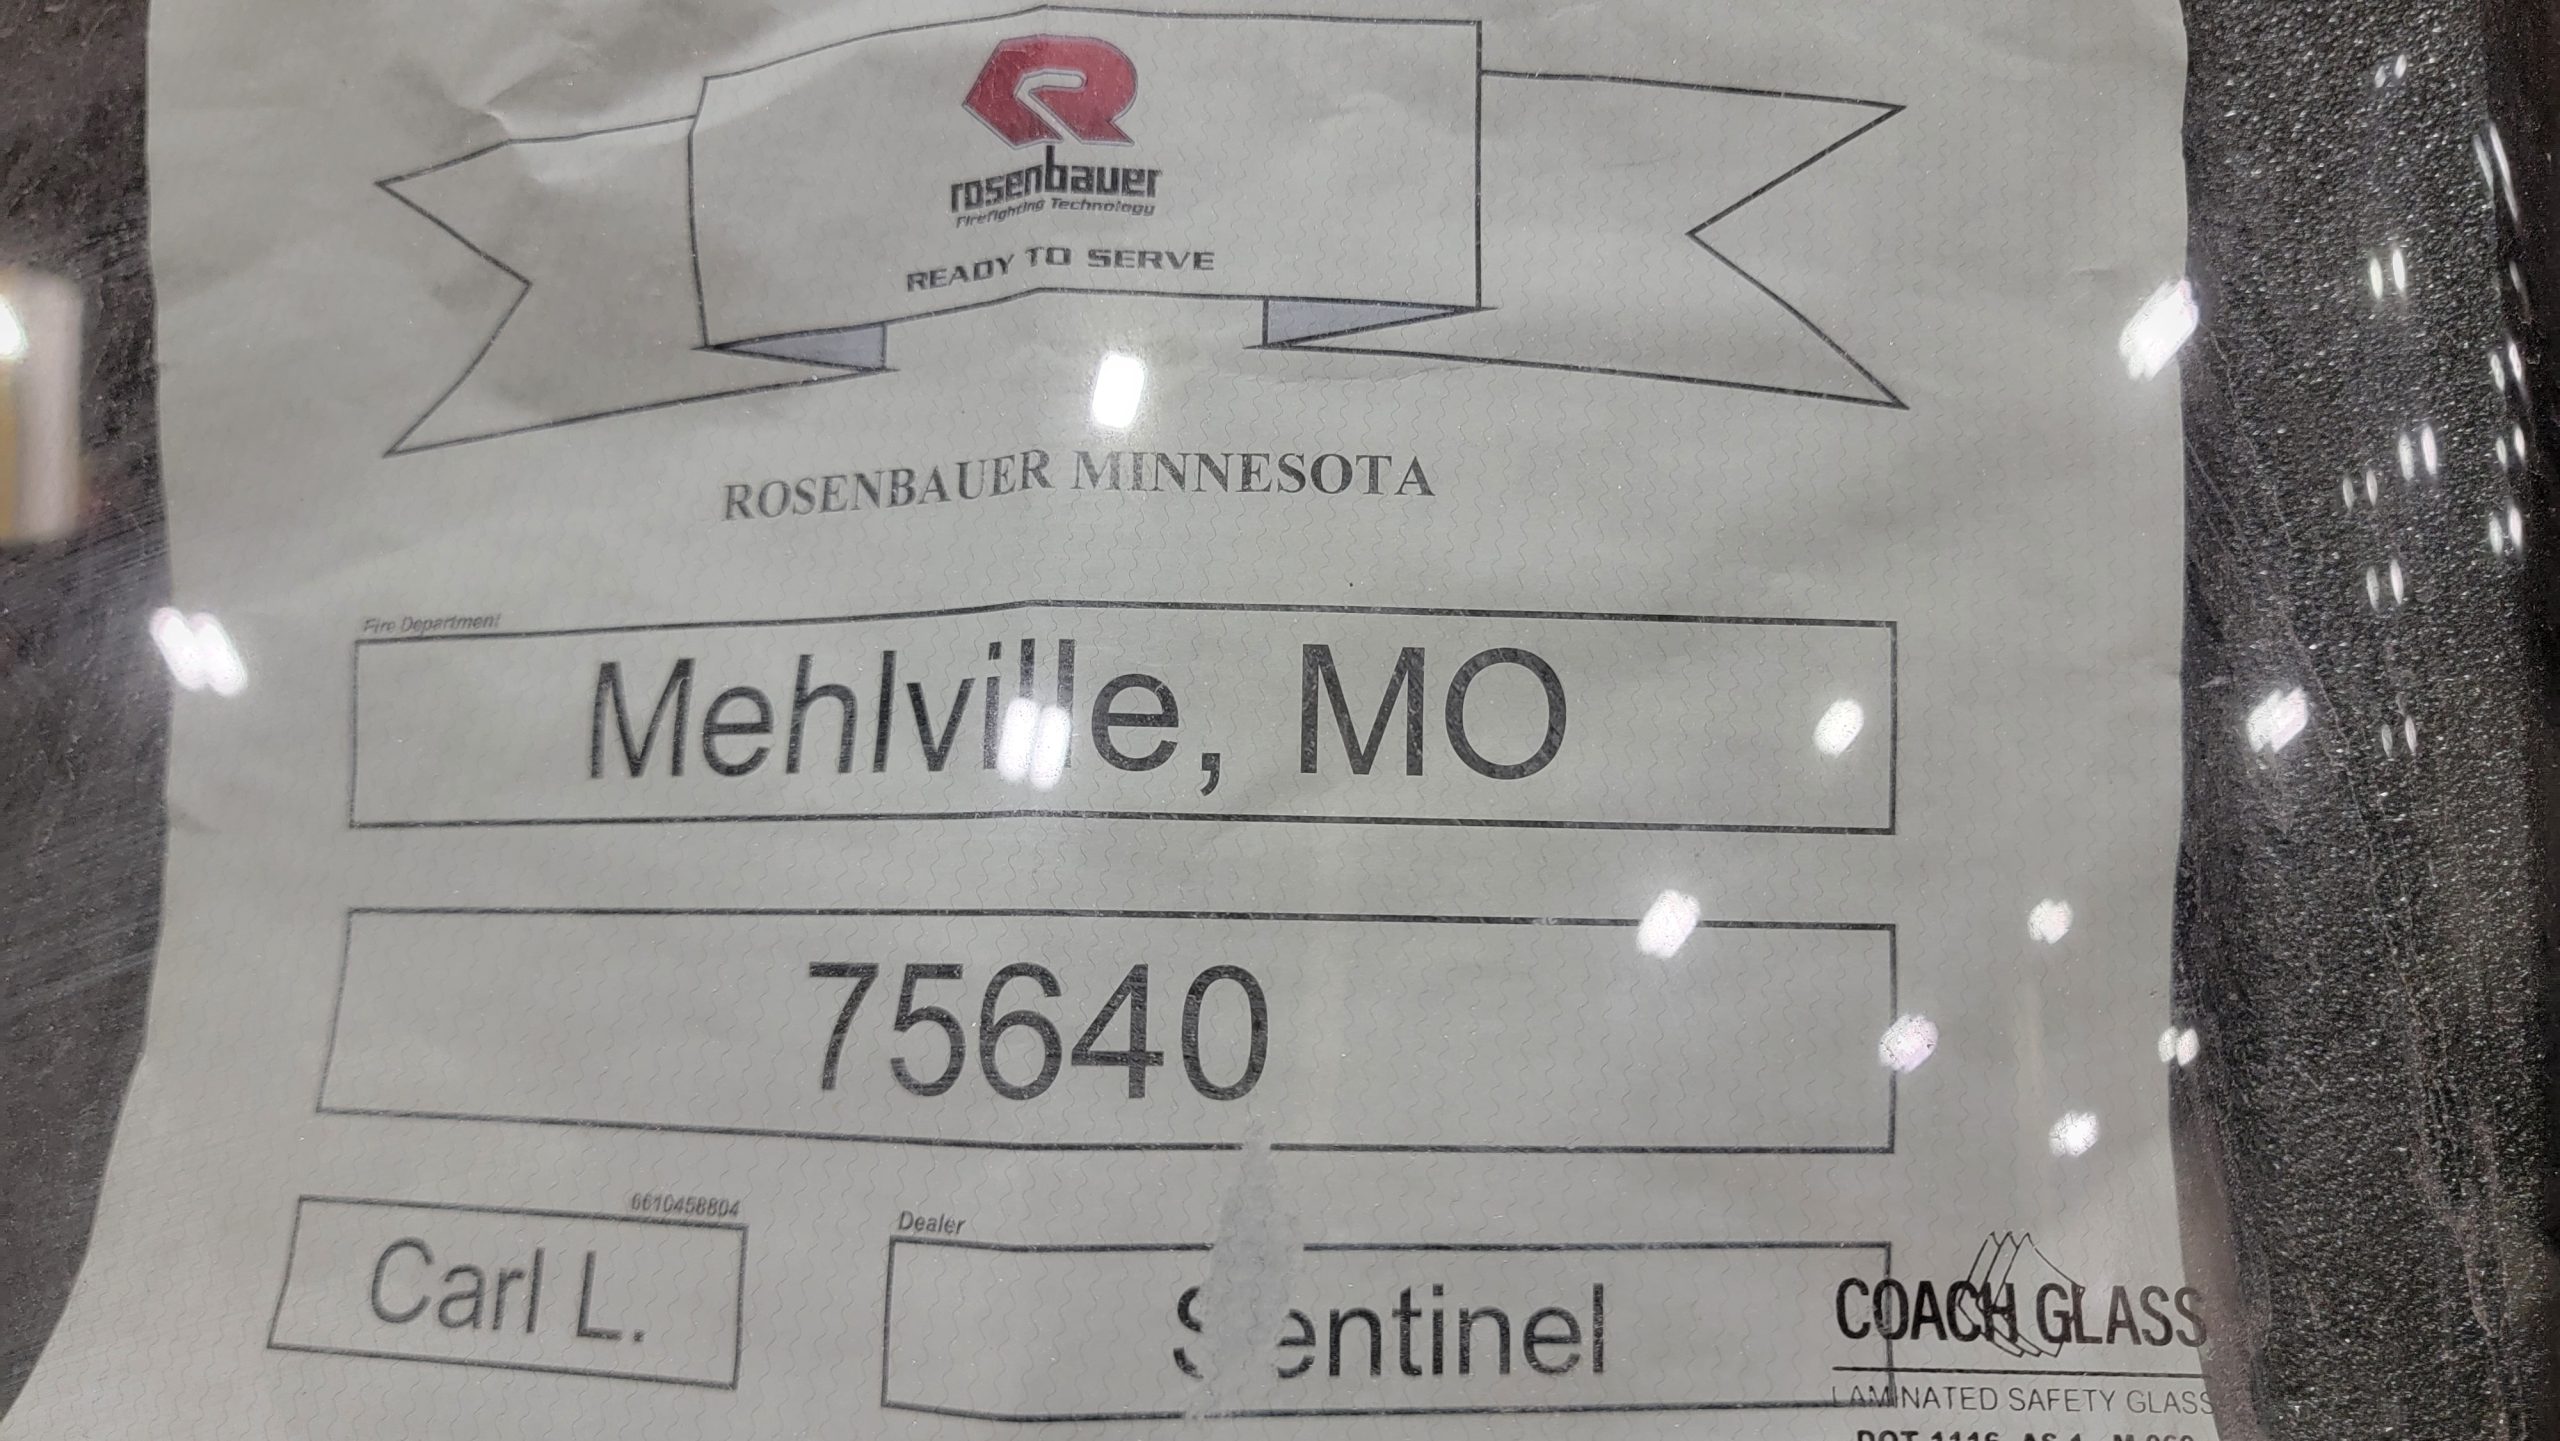 rosenbauer
Firefighting Technology
READY TO SERVE
ROSENBAUER MINNESOTA
Fire Department
Mehlville, MO
75640
6610458804
Carl L.
Dealer
Sentinel
COACH GLASS
LAMINATED SAFETY GLASS